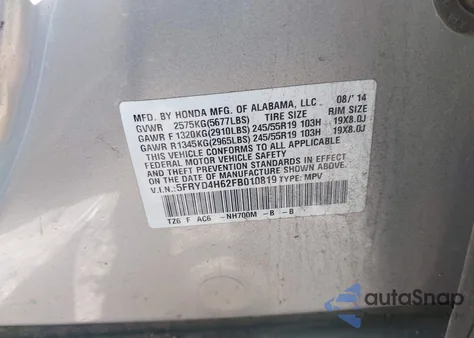 MFD. BY HONDA MFG. OF ALABAMA, LLC. 08/'14
GVWR 2575KG(5677LBS) TIRE SIZE RIM SIZE
GAWR F 1320KG(2910LBS) 245/55R19 103H 19X8.0J
GAWR R 1345KG(2965LBS) 245/55R19 103H 19X8.0J
THIS VEHICLE CONFORMS TO ALL APPLICABLE
FEDERAL MOTOR VEHICLE SAFETY, BUMPER, AND
THEFT PREVENTION STANDARDS IN EFFECT ON THE
DATE OF MANUFACTURE SHOWN ABOVE.
V.I.N.:5FRYD4H62FB010819 TYPE: MPV
TZ6 F AC6 -NH700M -B -B
autoSnap